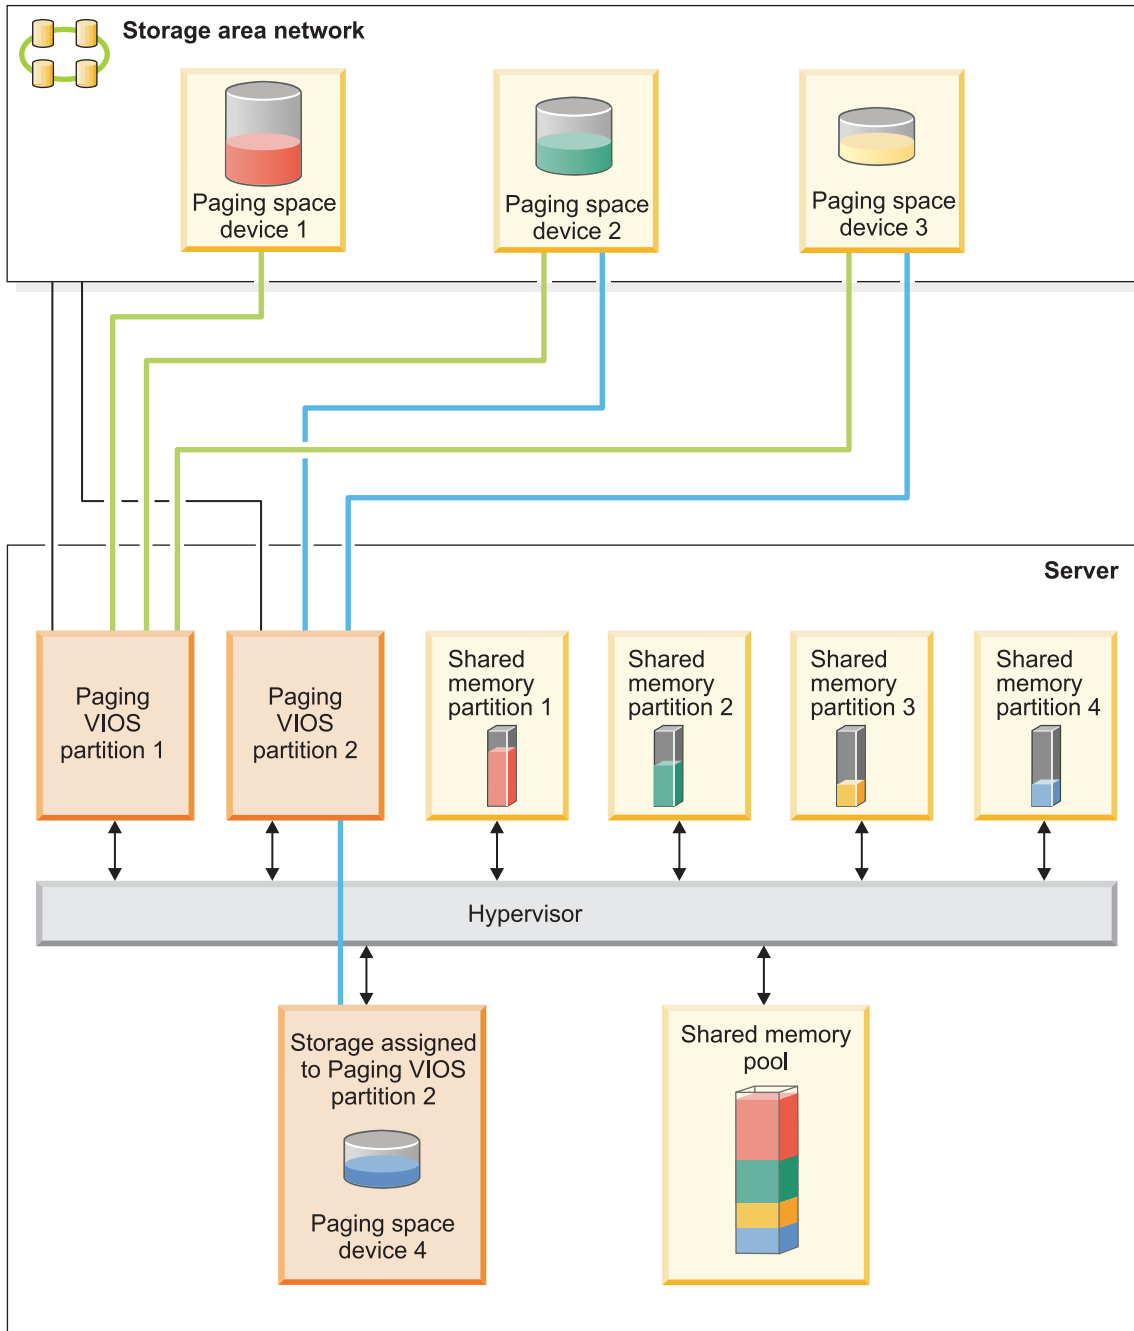 Storage area network
Paging space
device 1
Paging space
device 2
Paging space
device 3
Server
Paging
VIOS
partition 1
Paging
VIOS
partition 2
Shared
memory
partition 1
Shared
memory
partition 2
Shared
memory
partition 3
Shared
memory
partition 4
Hypervisor
Storage assigned
to Paging VIOS
partition 2
Paging space
device 4
Shared memory
pool